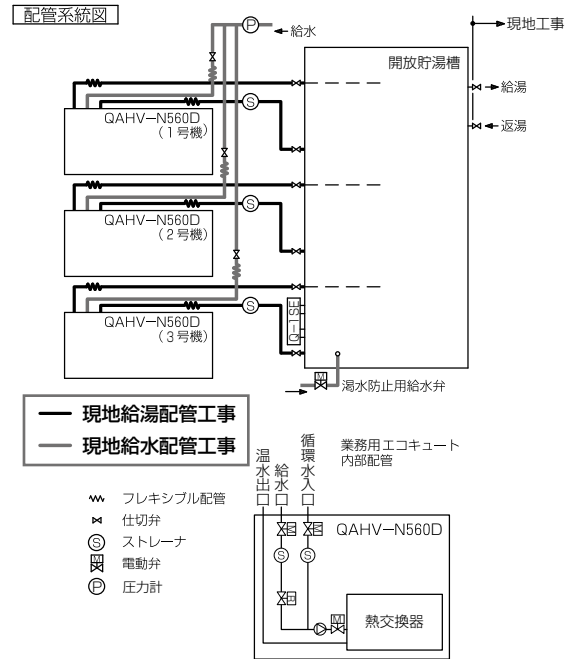 配管系統図
P
給水
現地工事
開放貯湯槽
給湯
返湯
S
QAHV-N560D
(1号機)
S
QAHV-N560D
(2号機)
S
QAHV-N560D
(3号機)
Q-1SE
M
渇水防止用給水弁
現地給湯配管工事
現地給水配管工事
フレキシブル配管
仕切弁
S ストレーナ
M 電動弁
P 圧力計
業務用エコキュート
内部配管
温水出口
給水口
循環水入口
QAHV-N560D
M
M
S
S
P
M
熱交換器